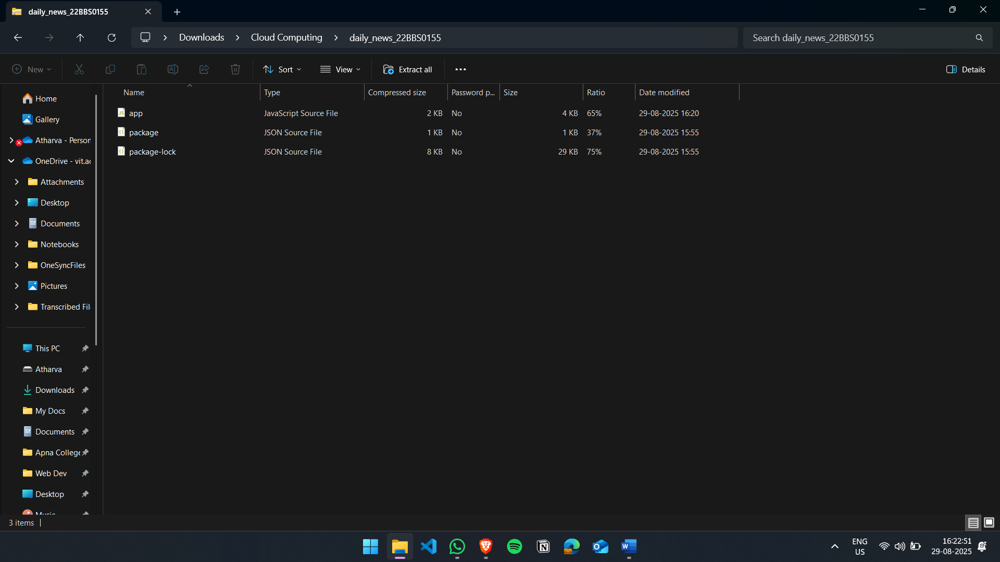 daily_news_22BBS0155
Downloads
Cloud Computing
daily_news_22BBS0155
Search daily_news_22BBS0155
New
Sort
View
Extract all
Details
Name
Type
Compressed size
Password p...
Size
Ratio
Date modified
app
JavaScript Source File
2 KB
No
4 KB
65%
29-08-2025 16:20
package
JSON Source File
1 KB
No
1 KB
37%
29-08-2025 15:55
package-lock
JSON Source File
8 KB
No
29 KB
75%
29-08-2025 15:55
Home
Gallery
Atharva - Person
OneDrive - vit.ac
Attachments
Desktop
Documents
Notebooks
OneSyncFiles
Pictures
Transcribed Fil
This PC
Atharva
Downloads
My Docs
Documents
Apna College
Web Dev
Desktop
Music
3 items
ENG
US
16:22:51
29-08-2025